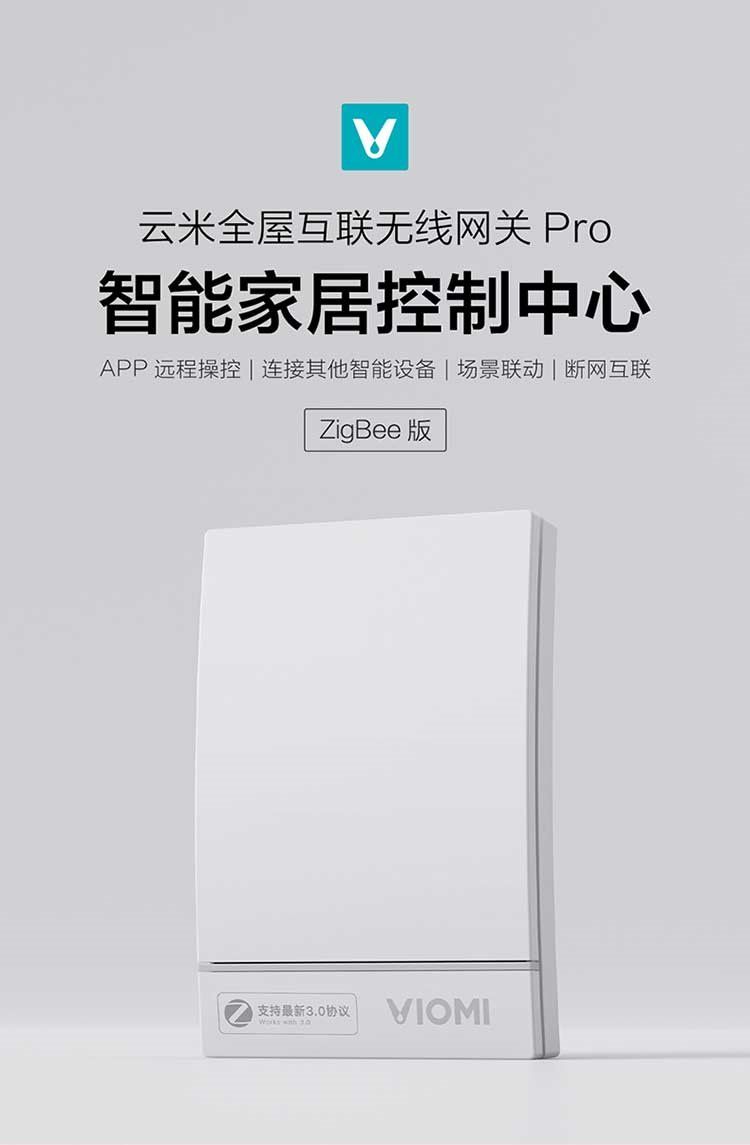 云米全屋互联无线网关 Pro
智能家居控制中心
APP 远程操控 | 连接其他智能设备 | 场景联动 | 断网互联
ZigBee 版
支持最新3.0协议
Works with 3.0
VIOMI